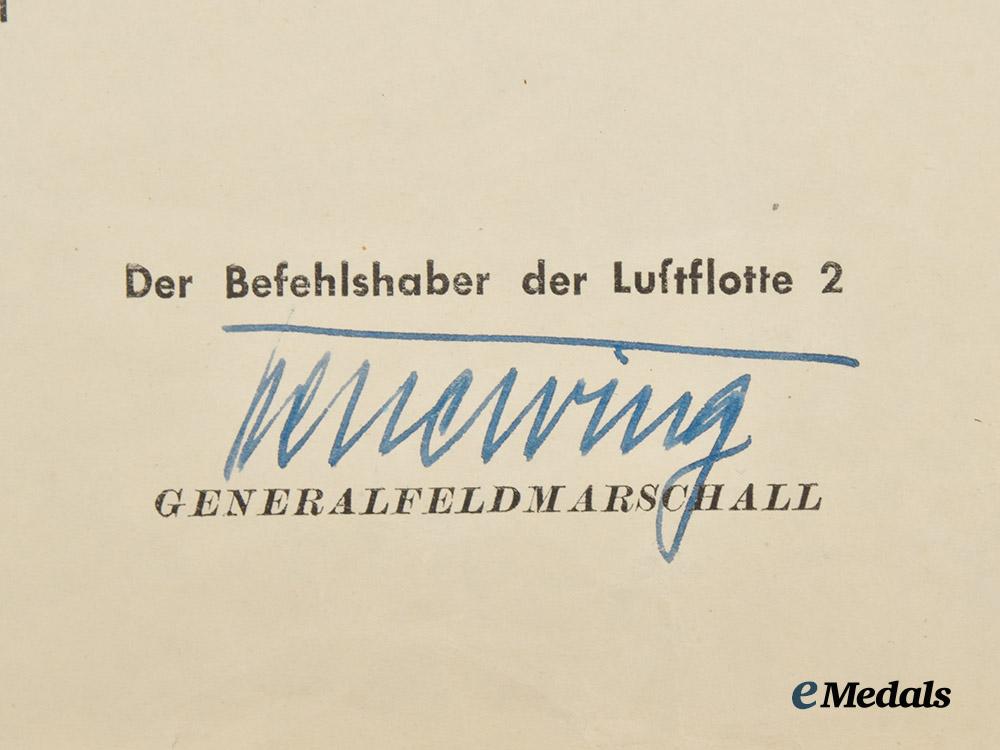 Der Befehlshaber der Luftflotte 2
GENERALFELDMARSCHALL
eMedals